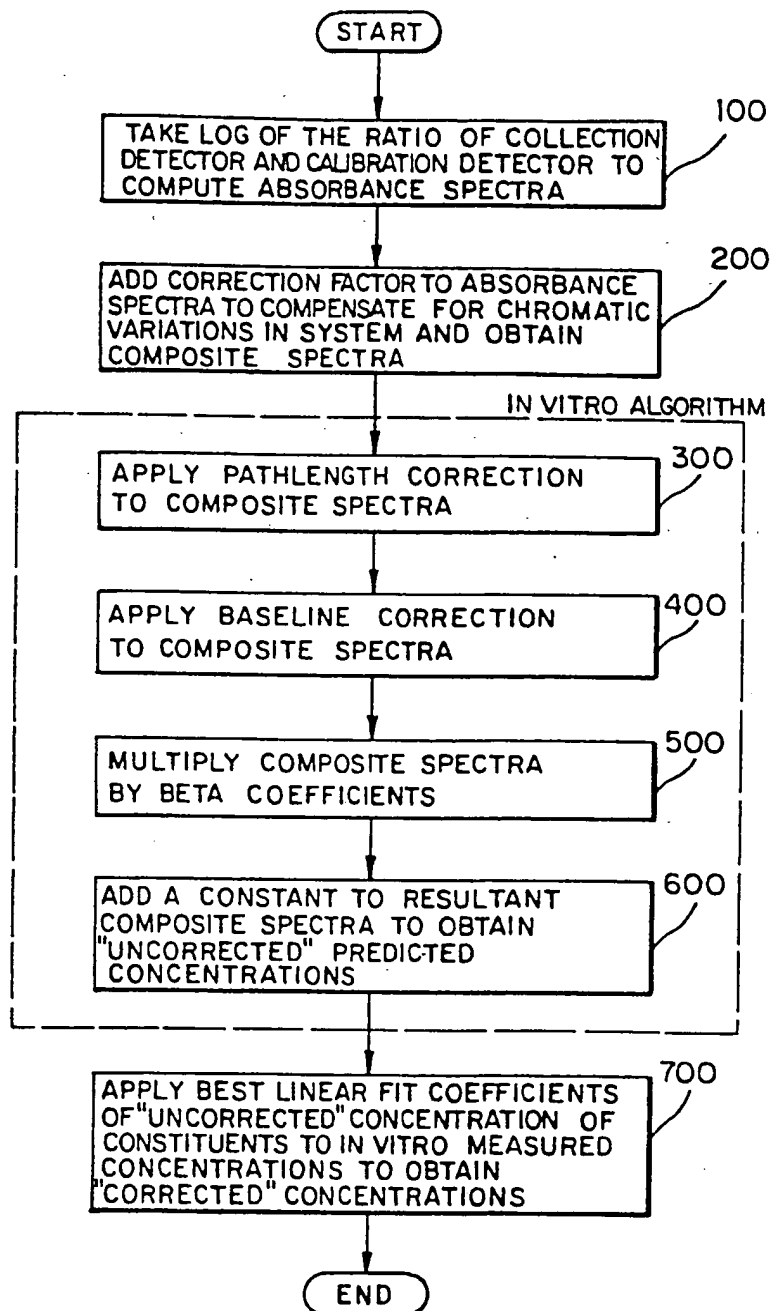 START
100
TAKE LOG OF THE RATIO OF COLLECTION
DETECTOR AND CALIBRATION DETECTOR TO
COMPUTE ABSORBANCE SPECTRA
200
ADD CORRECTION FACTOR TO ABSORBANCE
SPECTRA TO COMPENSATE FOR CHROMATIC
VARIATIONS IN SYSTEM AND OBTAIN
COMPOSITE SPECTRA
IN VITRO ALGORITHM
300
APPLY PATHLENGTH CORRECTION
TO COMPOSITE SPECTRA
400
APPLY BASELINE CORRECTION
TO COMPOSITE SPECTRA
500
MULTIPLY COMPOSITE SPECTRA
BY BETA COEFFICIENTS
600
ADD A CONSTANT TO RESULTANT
COMPOSITE SPECTRA TO OBTAIN
"UNCORRECTED" PREDICTED
CONCENTRATIONS
700
APPLY BEST LINEAR FIT COEFFICIENTS
OF "UNCORRECTED" CONCENTRATION OF
CONSTITUENTS TO IN VITRO MEASURED
CONCENTRATIONS TO OBTAIN
"CORRECTED" CONCENTRATIONS
END